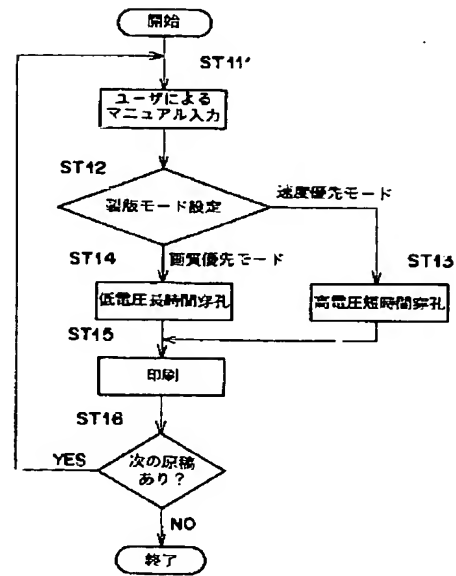 開始
ST11'
ユーザによる
マニュアル入力
ST12
製版モード設定
速度優先モード
画質優先モード
ST14
ST13
低電圧長時間穿孔
高電圧短時間穿孔
ST15
印刷
ST16
次の原稿
あり?
YES
NO
終了